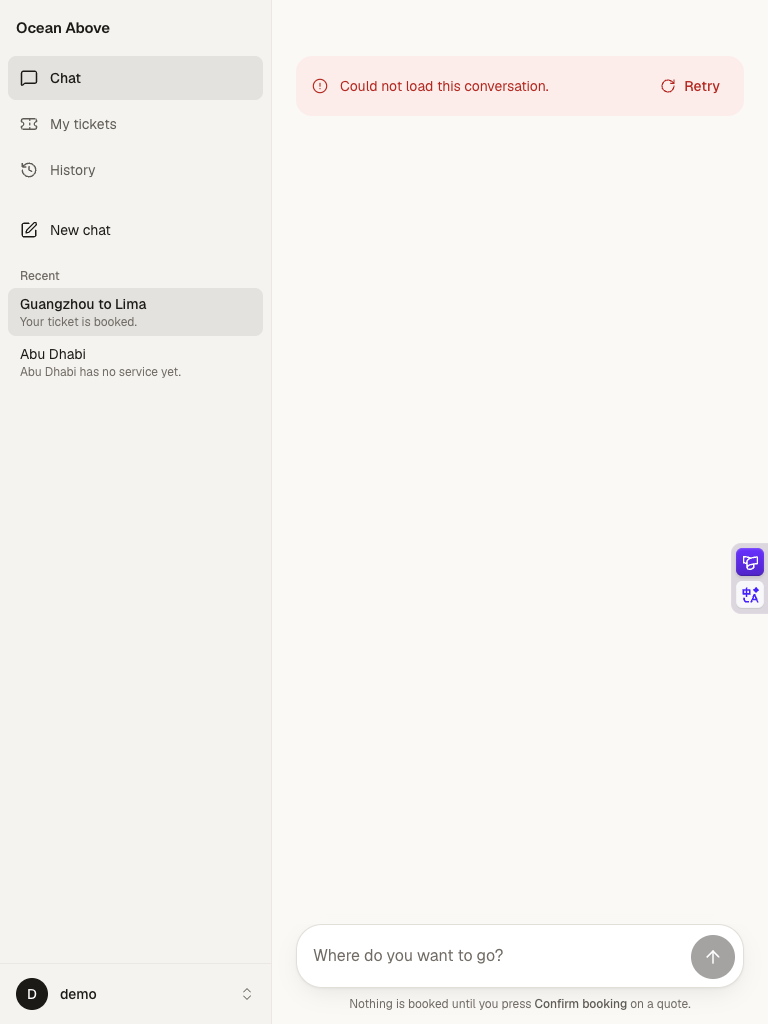 Ocean Above
Chat
My tickets
History
New chat
Recent
Guangzhou to Lima
Your ticket is booked.
Abu Dhabi
Abu Dhabi has no service yet.
D
demo
Could not load this conversation.
Retry
中A
Where do you want to go?
Nothing is booked until you press Confirm booking on a quote.